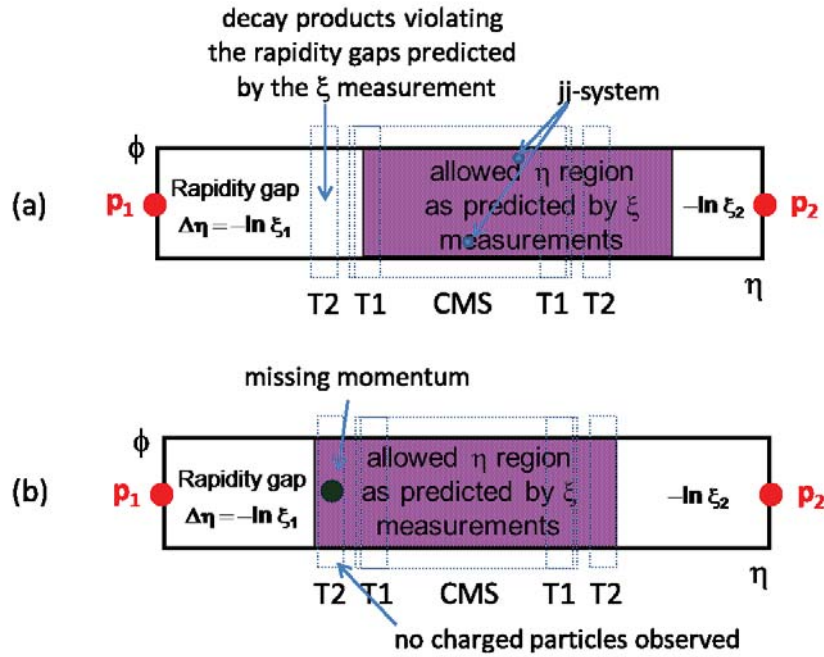 decay products violating
the rapidity gaps predicted
by the ξ measurement
jj-system
ϕ
(a)
p₁
Rapidity gap
Δη = –ln ξ₁
allowed η region
as predicted by ξ
measurements
–ln ξ₂
p₂
η
T2 T1 CMS T1 T2
missing momentum
ϕ
(b)
p₁
Rapidity gap
Δη = –ln ξ₁
allowed η region
as predicted by ξ
measurements
–ln ξ₂
p₂
η
T2 T1 CMS T1 T2
no charged particles observed